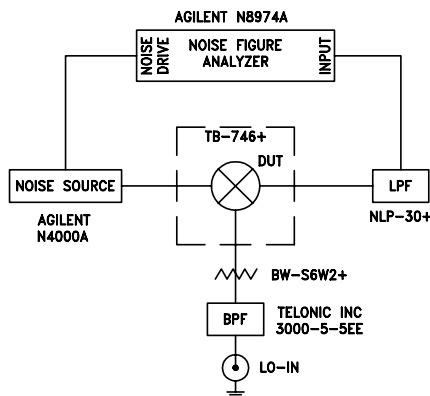 AGILENT N8974A
NOISE DRIVE
NOISE FIGURE ANALYZER
INPUT
TB-746+
DUT
NOISE SOURCE
LPF
AGILENT N4000A
NLP-30+
BW-S6W2+
BPF
TELONIC INC
3000-5-5EE
LO-IN